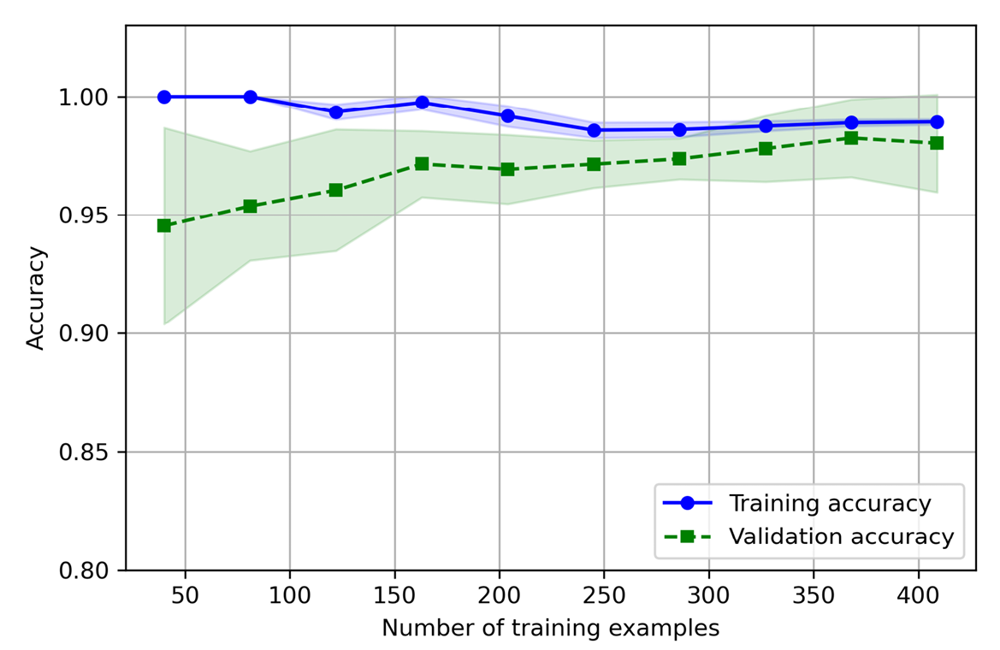 Accuracy
1.00
0.95
0.90
0.85
0.80
50 100 150 200 250 300 350 400
Number of training examples
Training accuracy
Validation accuracy